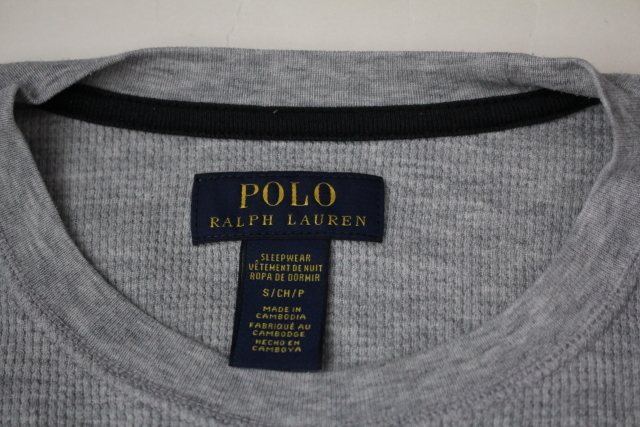 POLO
RALPH LAUREN
SLEEPWEAR
VÊTEMENT DE NUIT
ROPA DE DORMIR
S/CH/P
MADE IN
CAMBODIA
FABRIQUÉ AU
CAMBODGE
HECHO EN
CAMBOYA